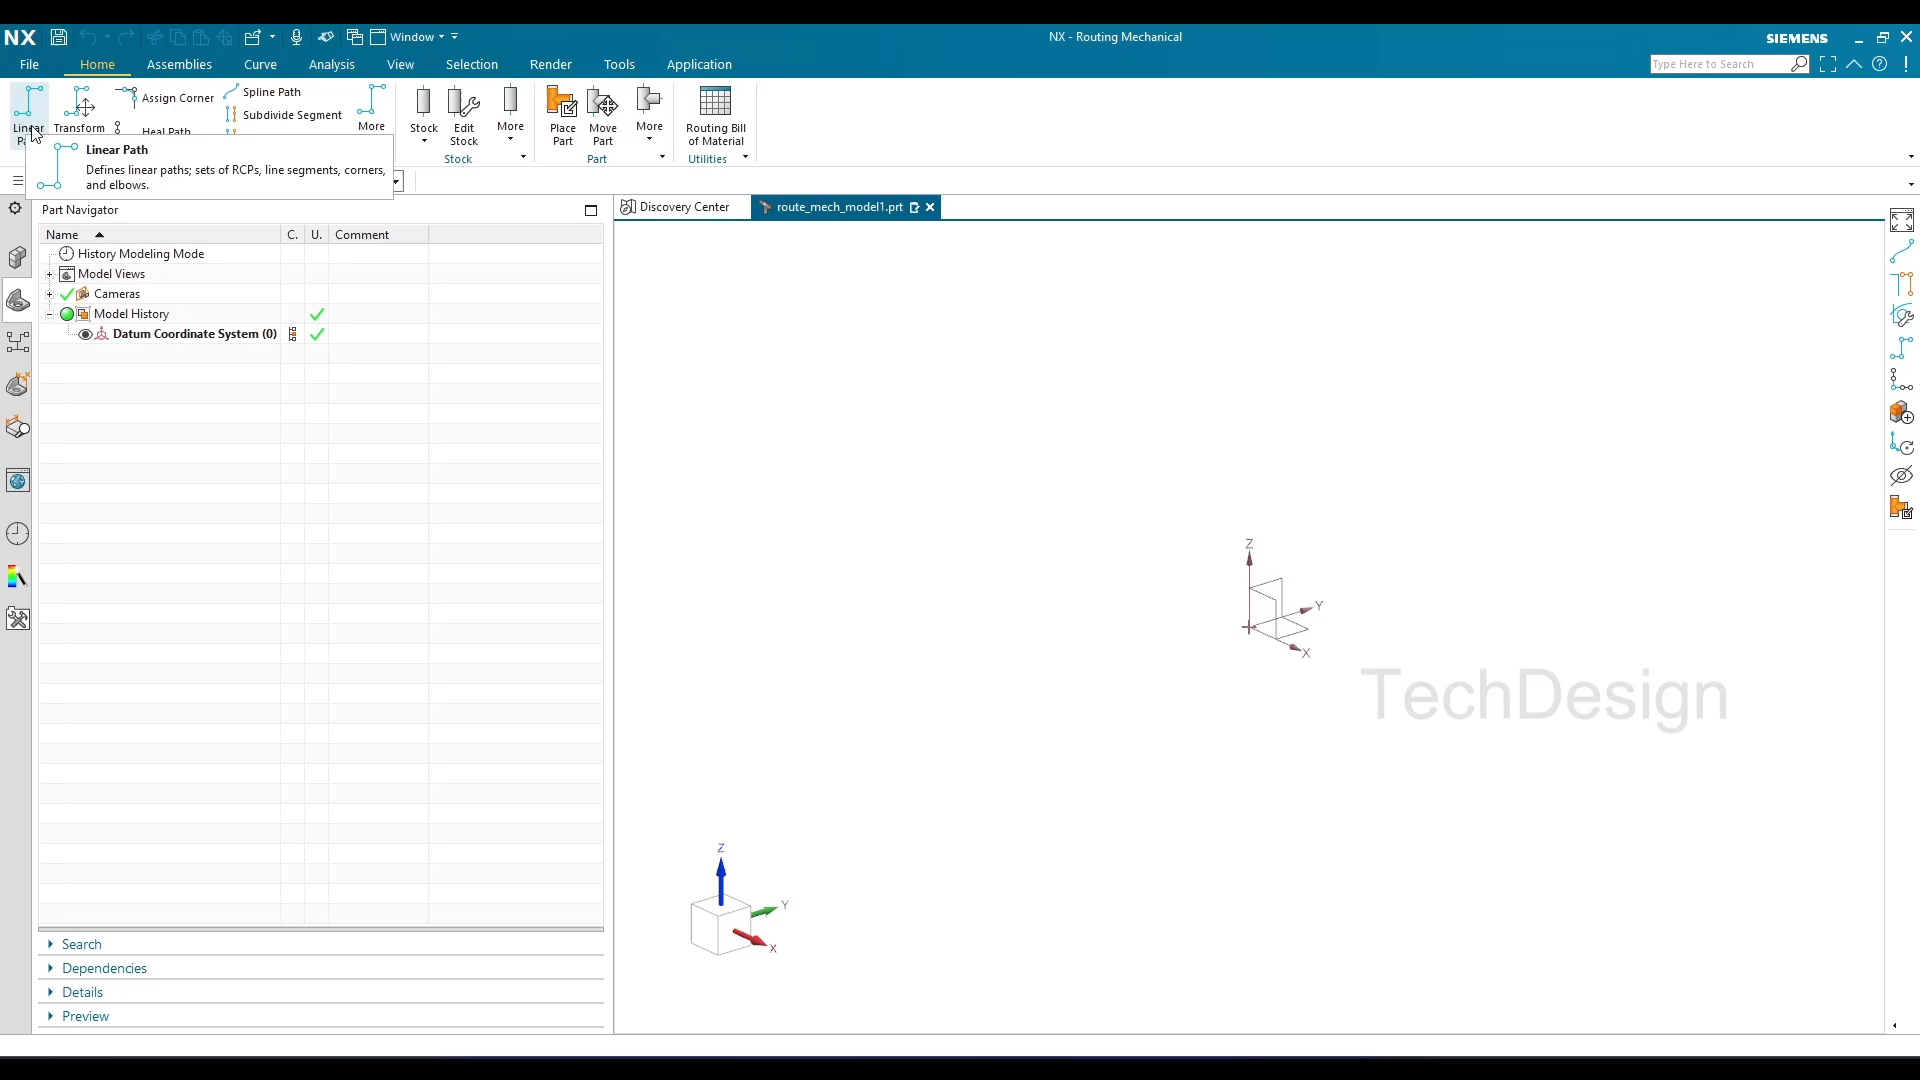 NX
Window
NX - Routing Mechanical
SIEMENS
File
Home
Assemblies
Curve
Analysis
View
Selection
Render
Tools
Application
Type Here to Search
Linear
Transform
Assign Corner
Heal Path
Spline Path
Subdivide Segment
More
Stock
Edit
Stock
More
Stock
Place
Part
Move
Part
More
Part
Routing Bill
of Material
Utilities
Linear Path
Defines linear paths; sets of RCPs, line segments, corners,
and elbows.
Part Navigator
Discovery Center
route_mech_model1.prt
Name
C.
U.
Comment
History Modeling Mode
Model Views
Cameras
Model History
Datum Coordinate System (0)
Z
Y
X
TechDesign
Z
Y
X
Search
Dependencies
Details
Preview